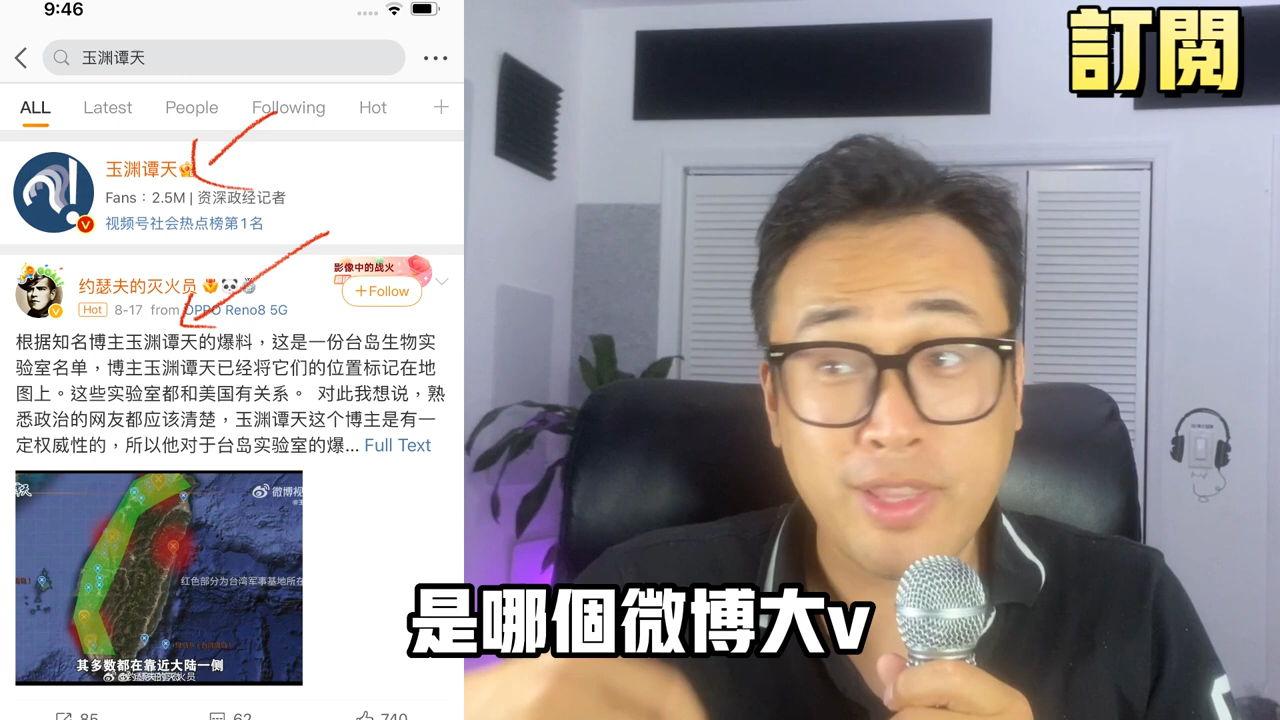 9:46
玉渊谭天
ALL Latest People Following Hot
玉渊谭天
Fans：2.5M | 资深政经记者
视频号社会热点榜第1名
约瑟夫的灭火员
影像中的战火
+Follow
Hot 8-17 from OPPO Reno8 5G
根据知名博主玉渊谭天的爆料，这是一份台岛生物实
验室名单，博主玉渊谭天已经将它们的位置标记在地
图上。这些实验室都和美国有关系。 对此我想说，熟
悉政治的网友都应该清楚，玉渊谭天这个博主是有一
定权威性的，所以他对于台岛实验室的爆... Full Text
微博视
红色部分为台湾军事基地所在
其多数都在靠近大陆一侧
85 62 740
訂閱
是哪個微博大v